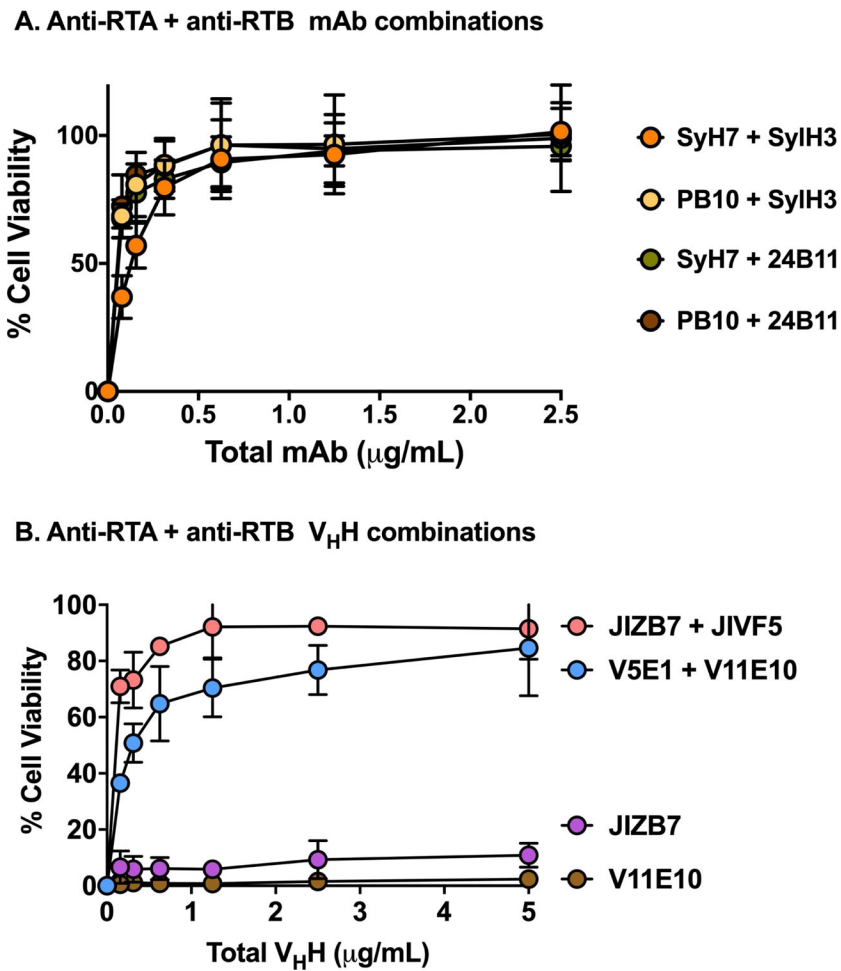 A. Anti-RTA + anti-RTB mAb combinations
% Cell Viability
100
50
0
0.0 0.5 1.0 1.5 2.0 2.5
Total mAb (μg/mL)
SyH7 + SylH3
PB10 + SylH3
SyH7 + 24B11
PB10 + 24B11
B. Anti-RTA + anti-RTB VHH combinations
% Cell Viability
100
80
60
40
20
0
0 1 2 3 4 5
Total VHH (μg/mL)
JIZB7 + JIVF5
V5E1 + V11E10
JIZB7
V11E10